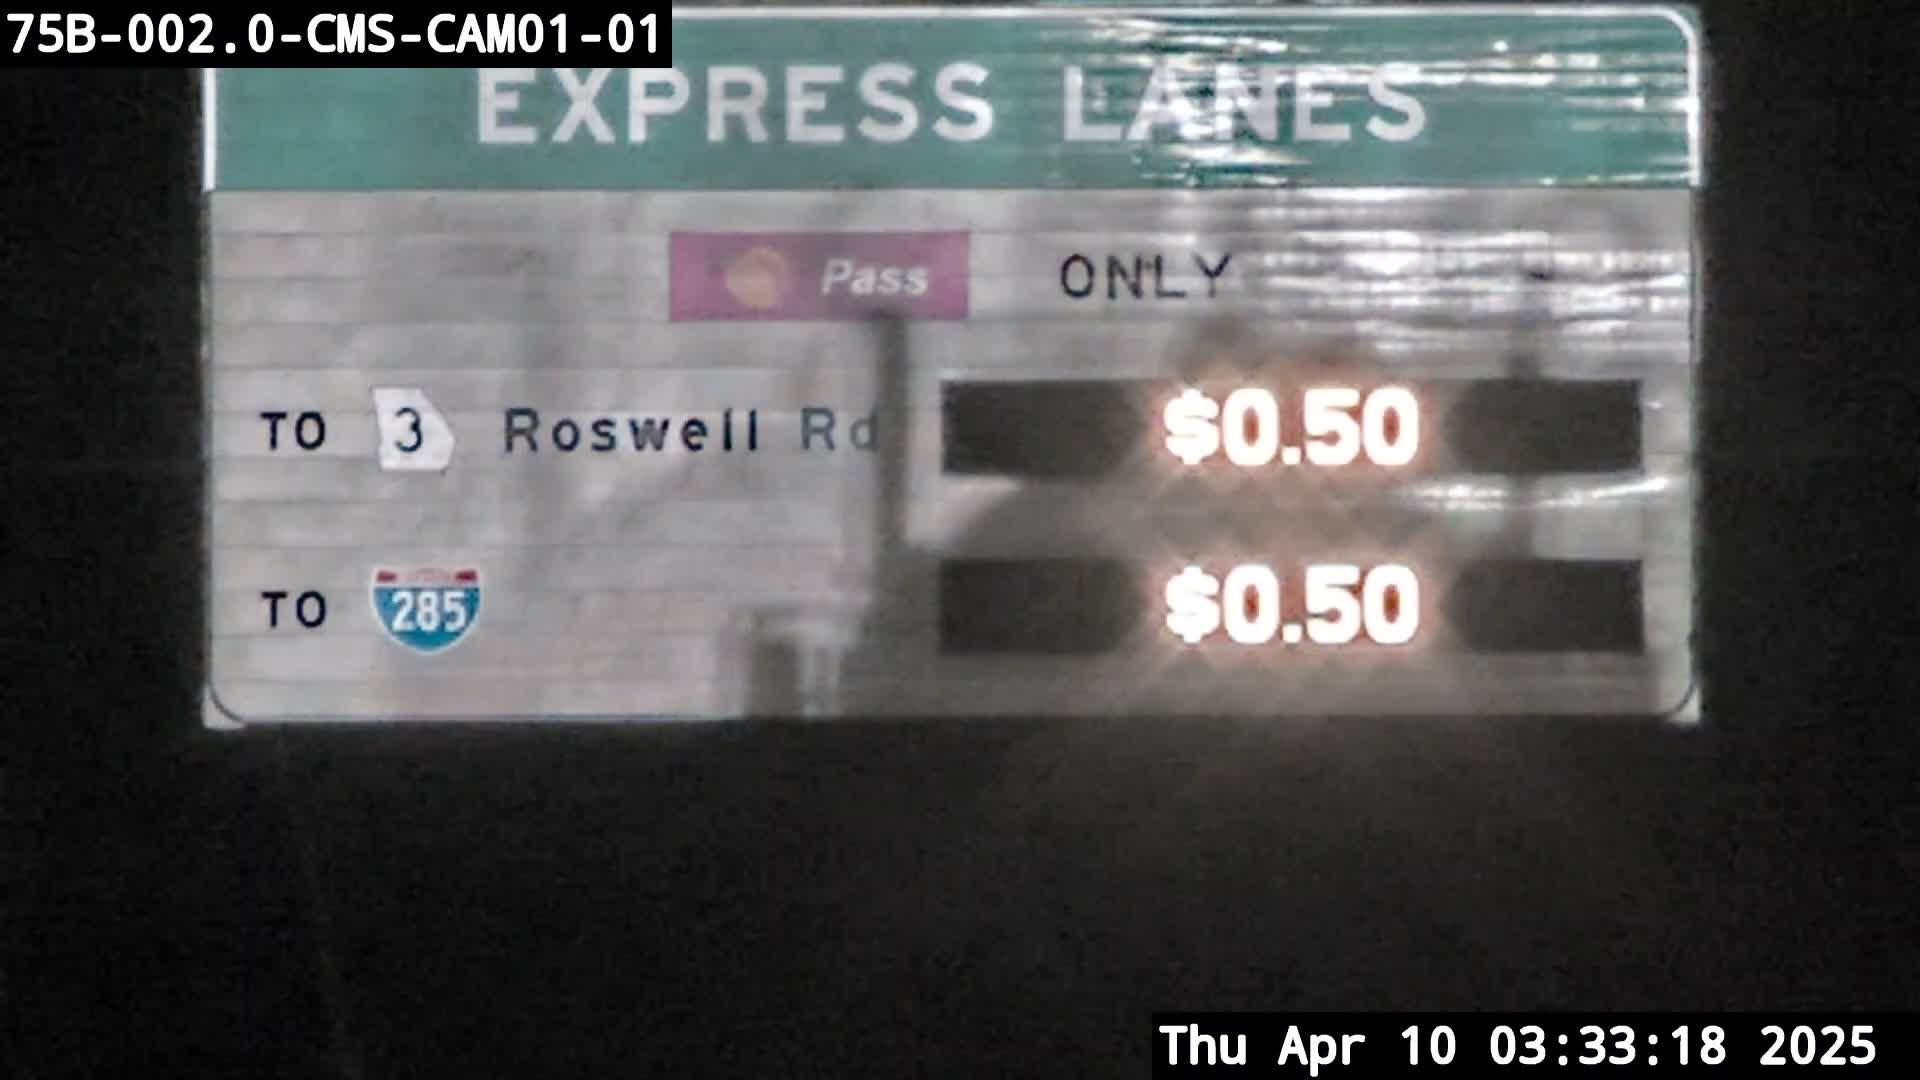 75B-002.0-CMS-CAM01-01
EXPRESS LANES
Pass ONLY
TO 3 Roswell Rd $0.50
TO 285 $0.50
Thu Apr 10 03:33:18 2025